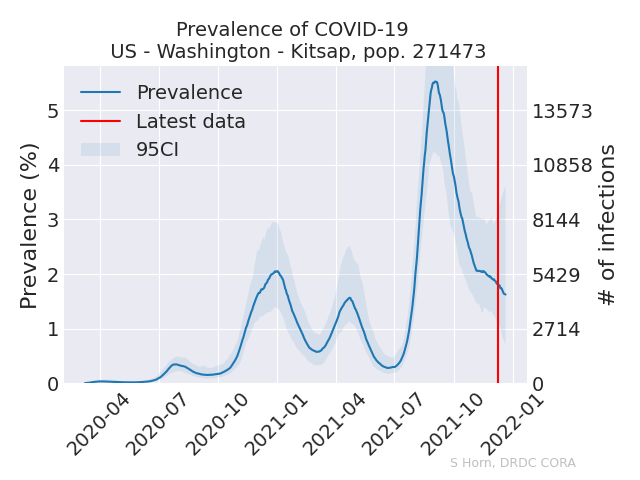 Prevalence of COVID-19
US - Washington - Kitsap, pop. 271473
Prevalence
Latest data
95CI
Prevalence (%)
5
4
3
2
1
0
13573
10858
8144
5429
2714
0
# of infections
2020-04
2020-07
2020-10
2021-01
2021-04
2021-07
2021-10
2022-01
S Horn, DRDC CORA